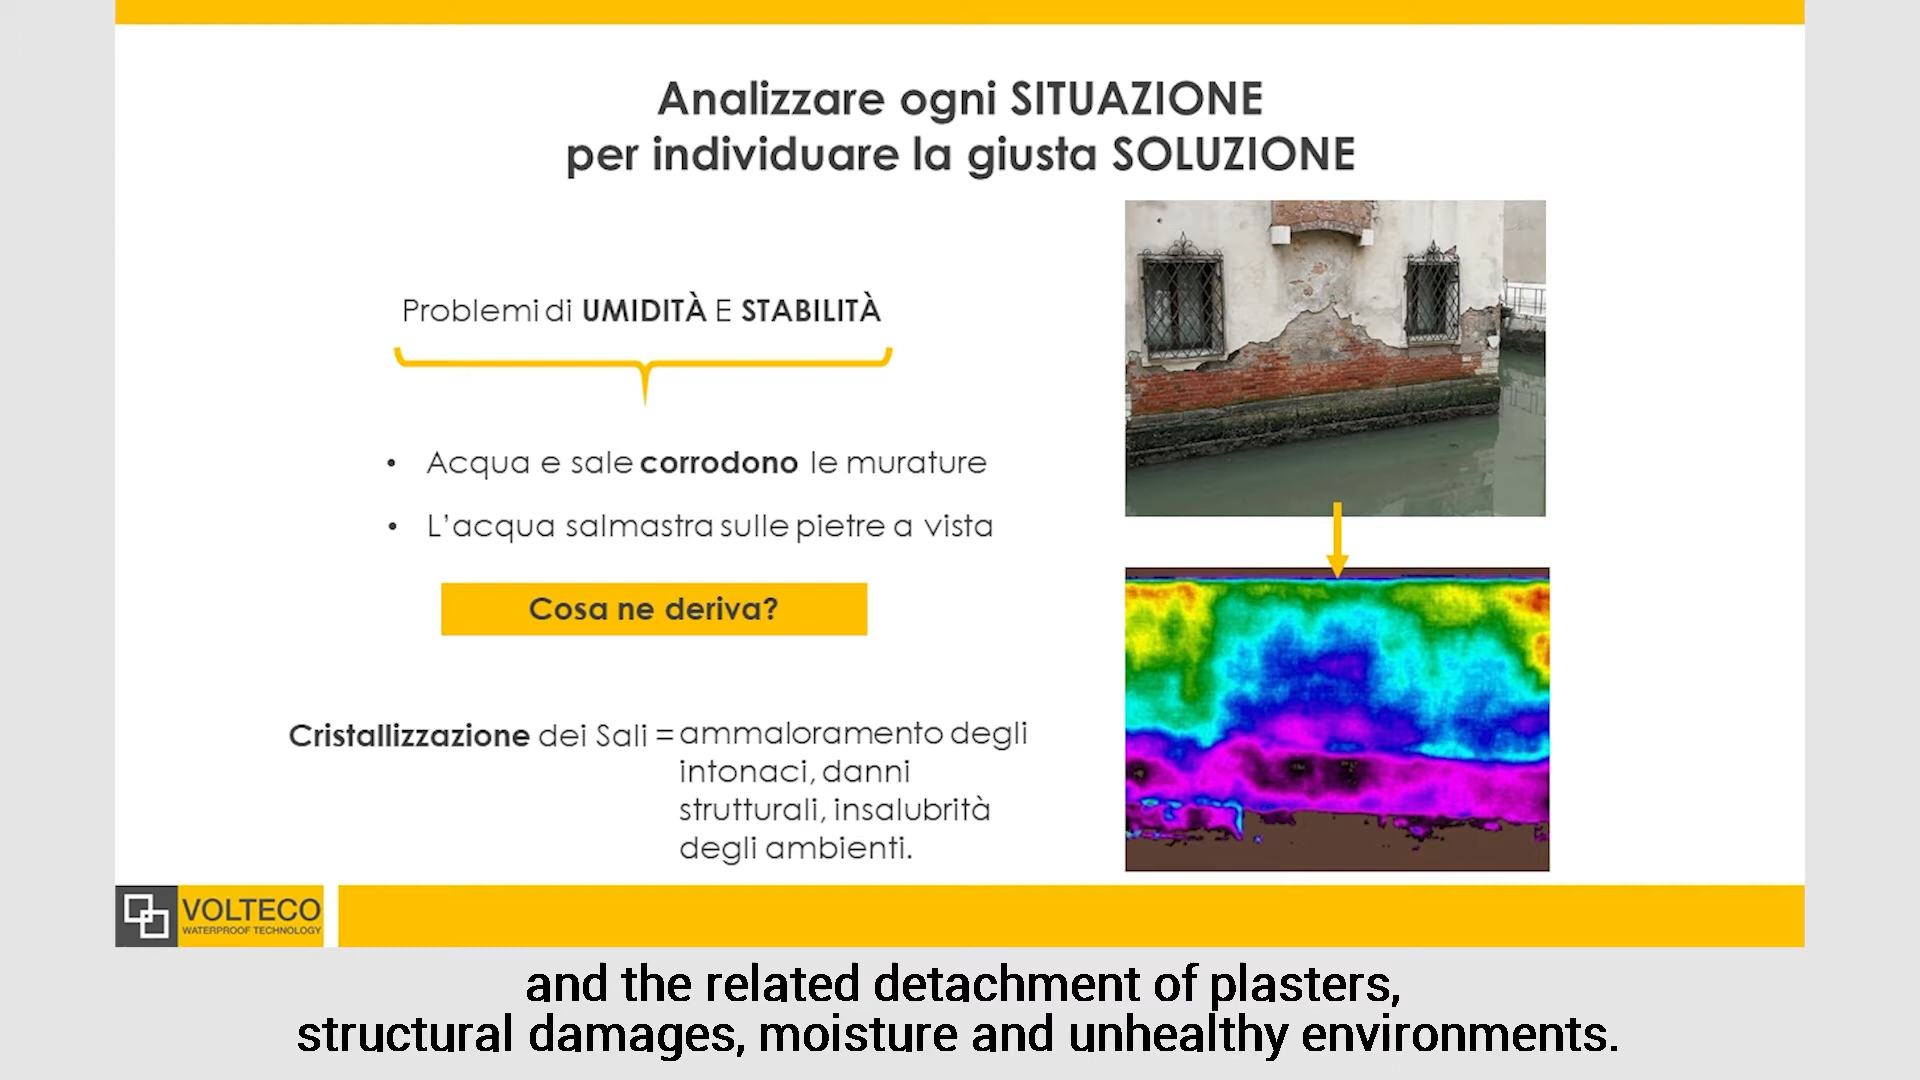 Analizzare ogni SITUAZIONE
per individuare la giusta SOLUZIONE
Problemi di UMIDITÀ E STABILITÀ
• Acqua e sale corrodono le murature
• L'acqua salmastra sulle pietre a vista
Cosa ne deriva?
Cristallizzazione dei Sali = ammaloramento degli
intonaci, danni
strutturali, insalubrità
degli ambienti.
VOLTECO
WATERPROOF TECHNOLOGY
and the related detachment of plasters,
structural damages, moisture and unhealthy environments.